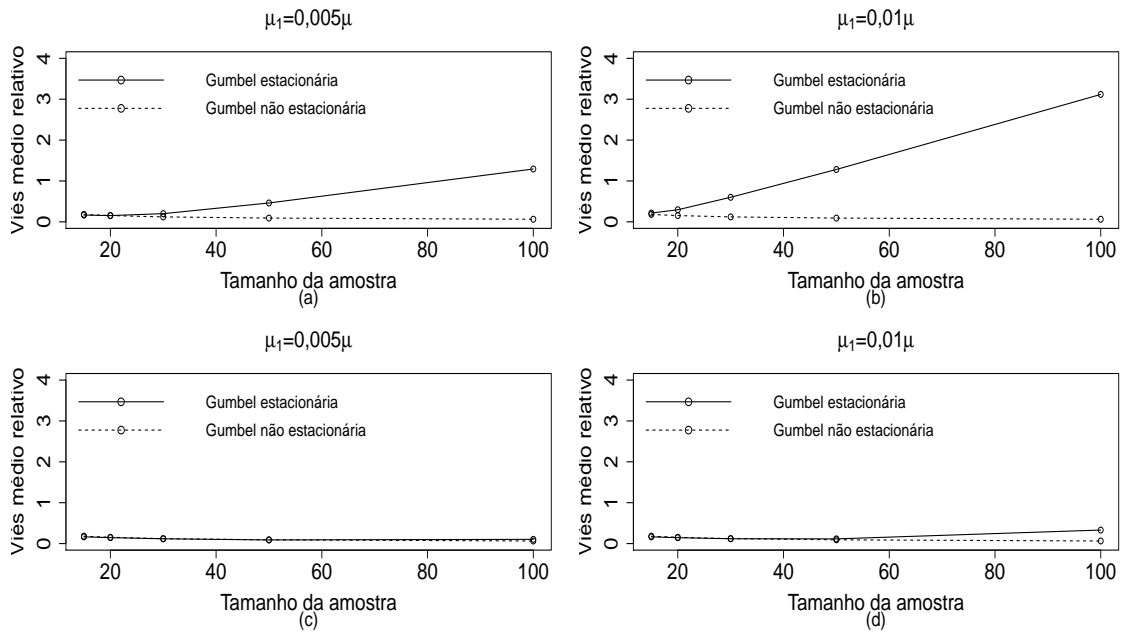 μ₁=0,005μ
Viés médio relativo
4
3
2
1
0
Gumbel estacionária
Gumbel não estacionária
20 40 60 80 100
Tamanho da amostra
(a)
μ₁=0,01μ
Viés médio relativo
4
3
2
1
0
Gumbel estacionária
Gumbel não estacionária
20 40 60 80 100
Tamanho da amostra
(b)
μ₁=0,005μ
Viés médio relativo
4
3
2
1
0
Gumbel estacionária
Gumbel não estacionária
20 40 60 80 100
Tamanho da amostra
(c)
μ₁=0,01μ
Viés médio relativo
4
3
2
1
0
Gumbel estacionária
Gumbel não estacionária
20 40 60 80 100
Tamanho da amostra
(d)